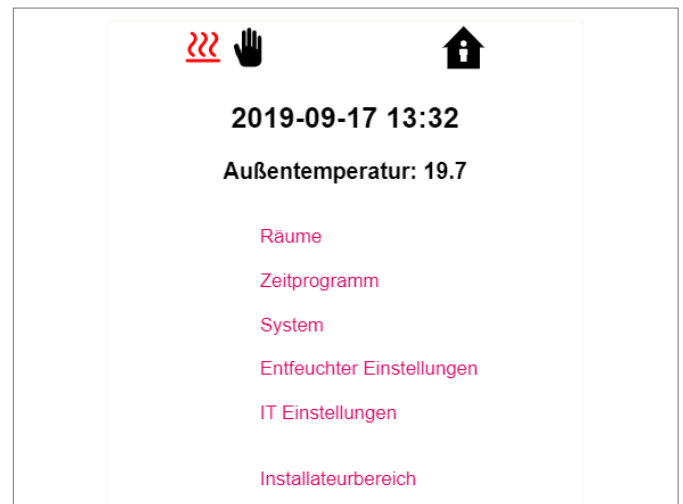 2019-09-17 13:32
Außentemperatur: 19.7
Räume
Zeitprogramm
System
Entfeuchter Einstellungen
IT Einstellungen
Installateurbereich